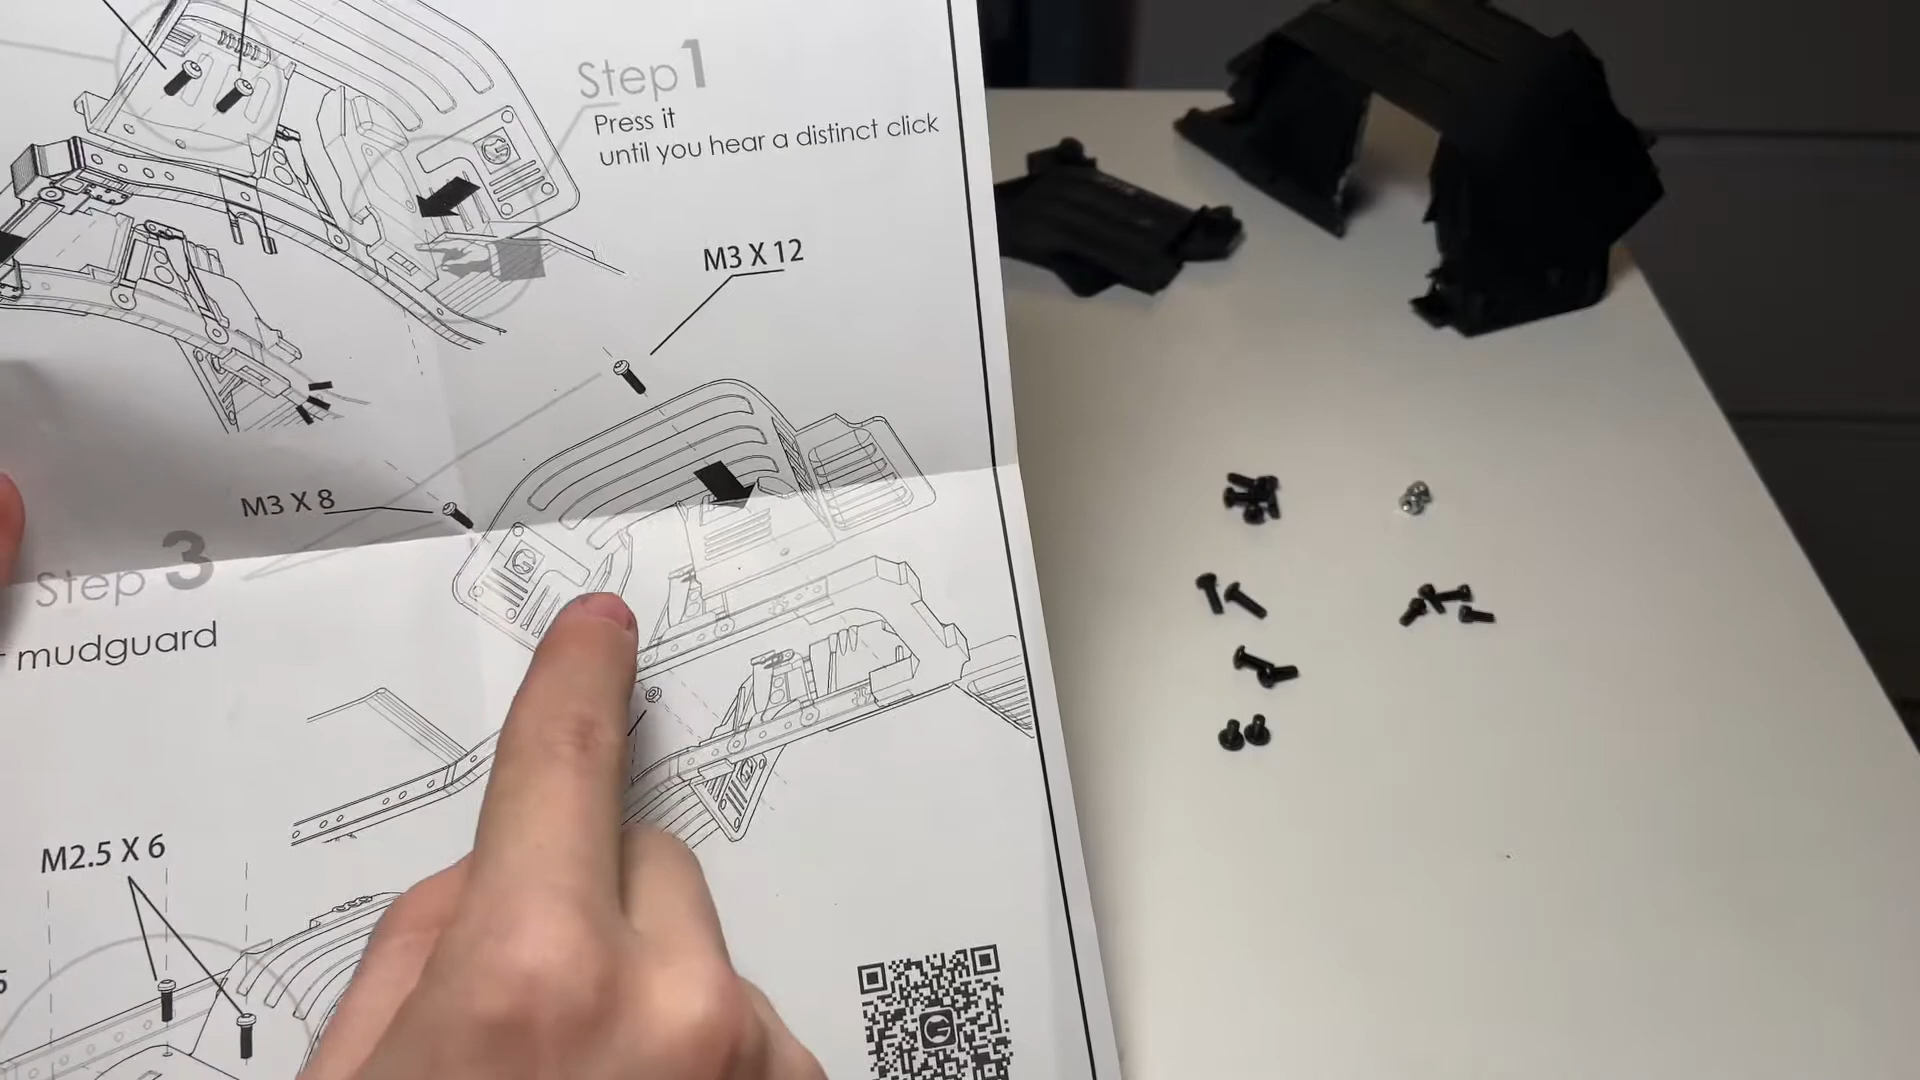 Step 1
Press it
until you hear a distinct click
M3 X 12
M3 X 8
Step 3
mudguard
M2.5 X 6